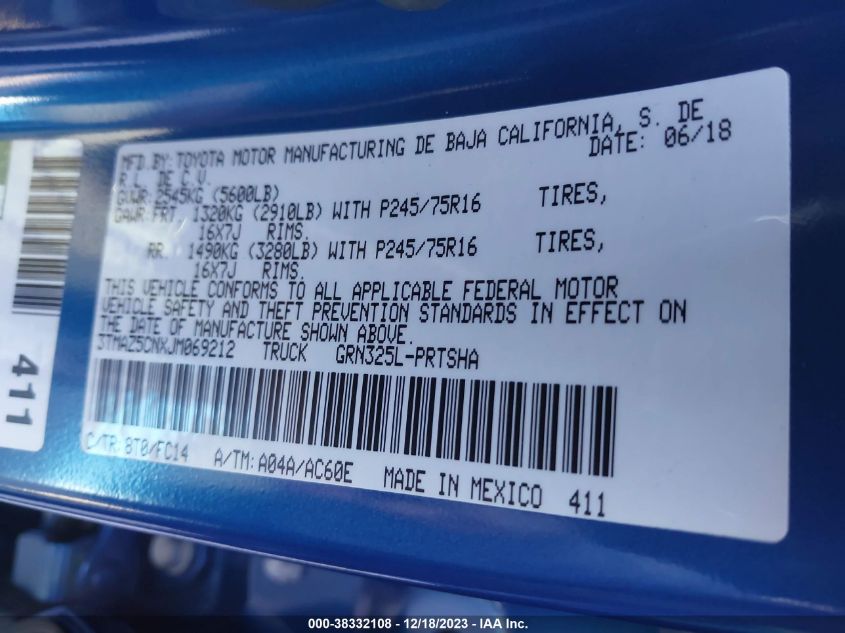 MFD.BY: TOYOTA MOTOR MANUFACTURING DE BAJA CALIFORNIA, S. DE
R.L. DE C.V. DATE: 06/18
GVWR: 2545KG (5600LB)
GAWR: FRT. 1320KG (2910LB) WITH P245/75R16 TIRES,
16X7J RIMS.
RR. 1490KG (3280LB) WITH P245/75R16 TIRES,
16X7J RIMS.
THIS VEHICLE CONFORMS TO ALL APPLICABLE FEDERAL MOTOR
VEHICLE SAFETY AND THEFT PREVENTION STANDARDS IN EFFECT ON
THE DATE OF MANUFACTURE SHOWN ABOVE.
3TMAZ5CNXJM069212 TRUCK GRN325L-PRTSHA
C/TR: 8T0/FC14 A/TM: A04A/AC60E MADE IN MEXICO 411
411
000-38332108 - 12/18/2023 - IAAI Inc.